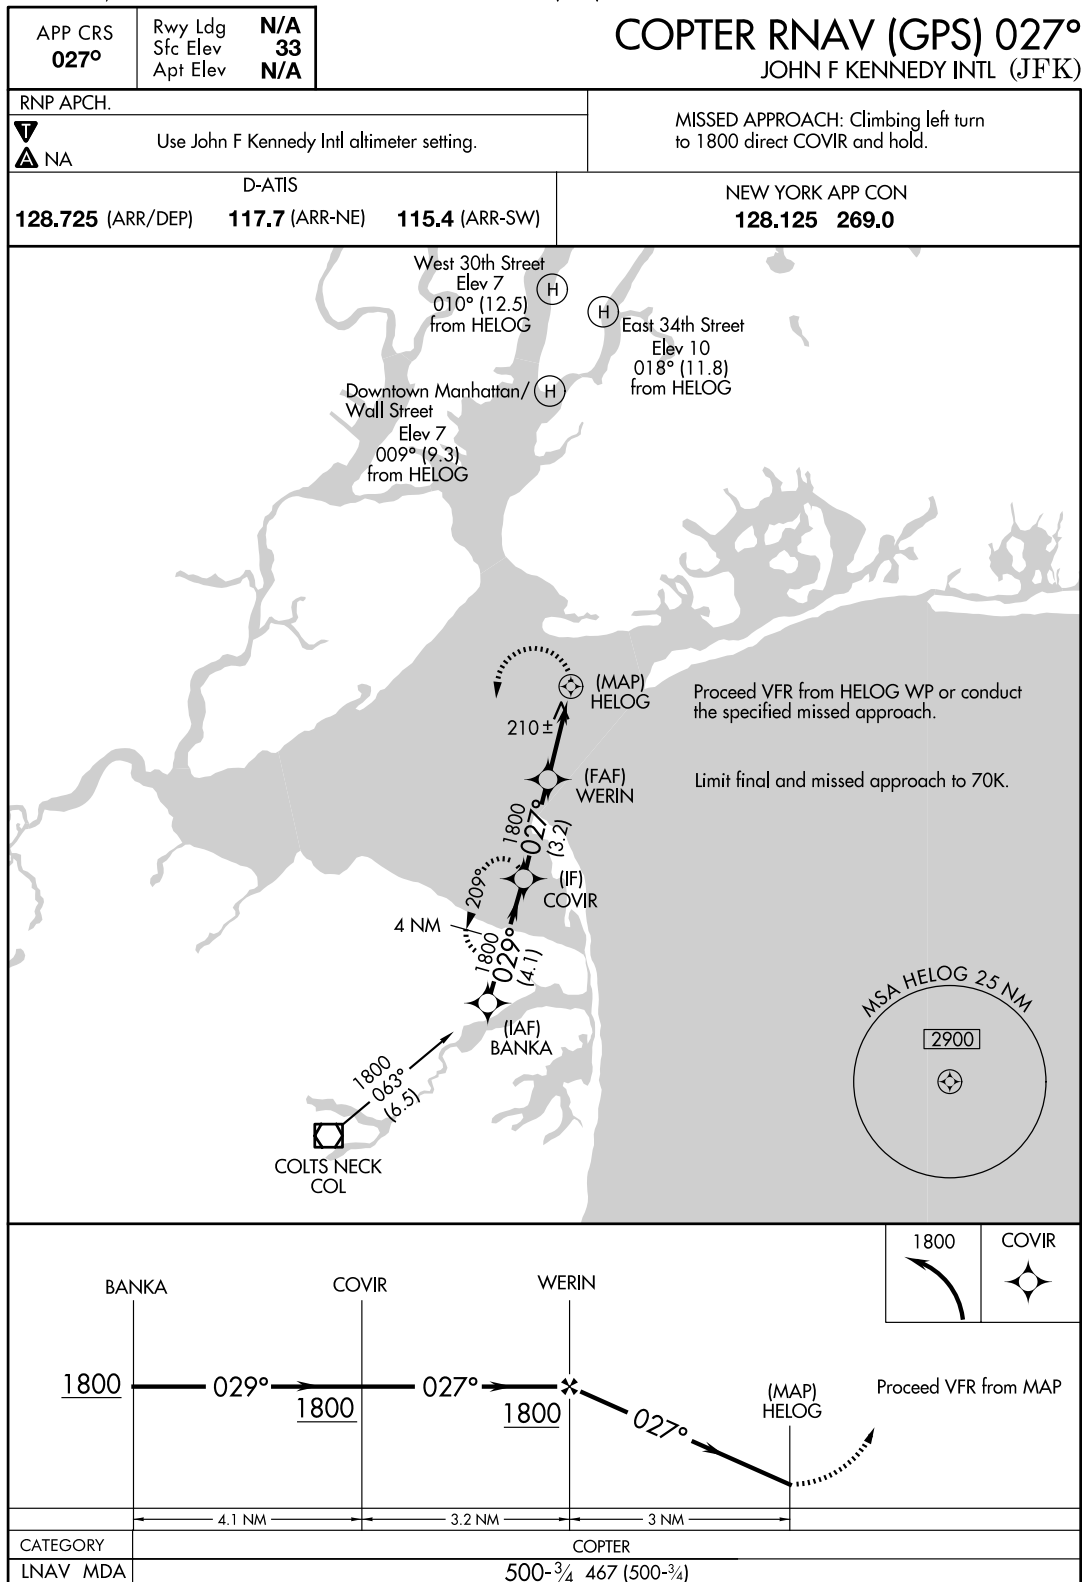 APP CRS
027°
Rwy Ldg N/A
Sfc Elev 33
Apt Elev N/A
COPTER RNAV (GPS) 027°
JOHN F KENNEDY INTL (JFK)
RNP APCH.
T
A NA
Use John F Kennedy Intl altimeter setting.
MISSED APPROACH: Climbing left turn
to 1800 direct COVIR and hold.
D-ATIS
128.725 (ARR/DEP) 117.7 (ARR-NE) 115.4 (ARR-SW)
NEW YORK APP CON
128.125 269.0
West 30th Street
Elev 7
010° (12.5)
from HELOG
H
H
East 34th Street
Elev 10
018° (11.8)
from HELOG
Downtown Manhattan/
Wall Street
Elev 7
009° (9.3)
from HELOG
H
(MAP)
HELOG
210±
Proceed VFR from HELOG WP or conduct
the specified missed approach.
(FAF)
WERIN
Limit final and missed approach to 70K.
1800
027°
(3.2)
209°
(IF)
COVIR
4 NM
1800
029°
(4.1)
(IAF)
BANKA
1800
063°
(6.5)
COLTS NECK
COL
MSA HELOG 25 NM
2900
1800
COVIR
BANKA
COVIR
WERIN
1800
029°
1800
027°
1800
027°
(MAP)
HELOG
Proceed VFR from MAP
4.1 NM
3.2 NM
3 NM
CATEGORY
COPTER
LNAV MDA
500-¾ 467 (500-¾)